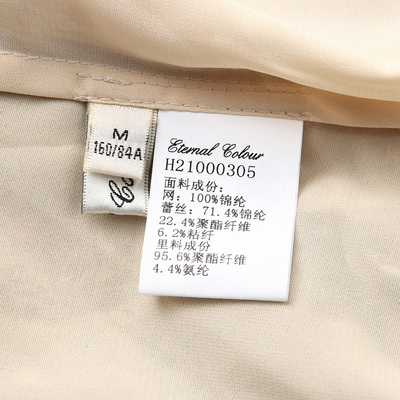 M
160/84A
Eternal Colour
H21000305
面料成份:
网: 100%锦纶
蕾丝: 71.4%锦纶
22.4%聚酯纤维
6.2%粘纤
里料成份
95.6%聚酯纤维
4.4%氨纶